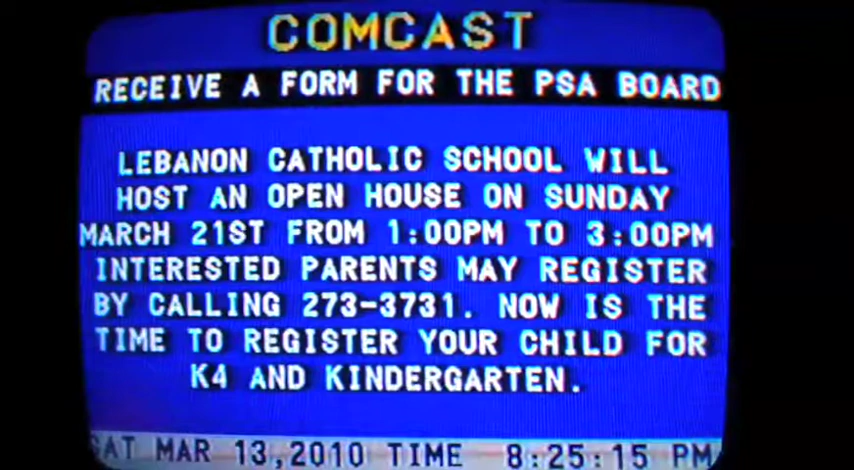 COMCAST
RECEIVE A FORM FOR THE PSA BOARD
LEBANON CATHOLIC SCHOOL WILL
HOST AN OPEN HOUSE ON SUNDAY
MARCH 21ST FROM 1:00PM TO 3:00PM
INTERESTED PARENTS MAY REGISTER
BY CALLING 273-3731. NOW IS THE
TIME TO REGISTER YOUR CHILD FOR
K4 AND KINDERGARTEN.
SAT MAR 13,2010 TIME 8:25:15 PM